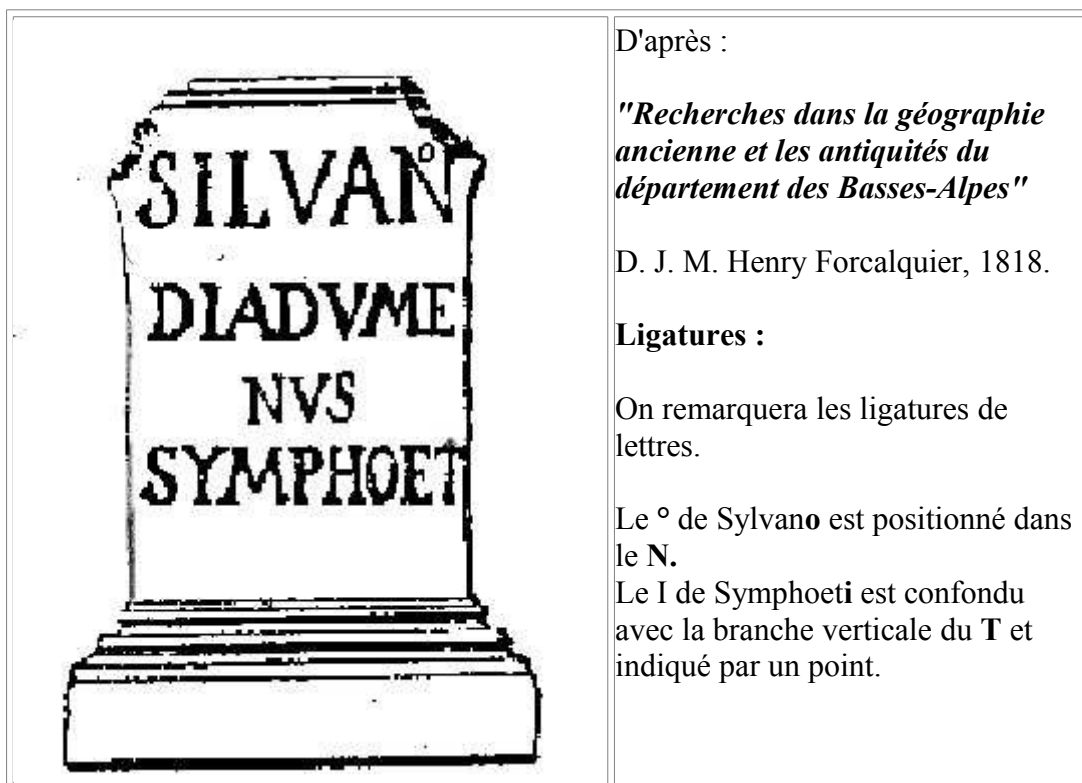 SILVANº
DIADVME
NVS
SYMPHOET
D'après :
"Recherches dans la géographie
ancienne et les antiquités du
département des Basses-Alpes"
D. J. M. Henry Forcalquier, 1818.
Ligatures :
On remarquera les ligatures de
lettres.
Le ° de Sylvano est positionné dans
le N.
Le I de Symphoeti est confondu
avec la branche verticale du T et
indiqué par un point.